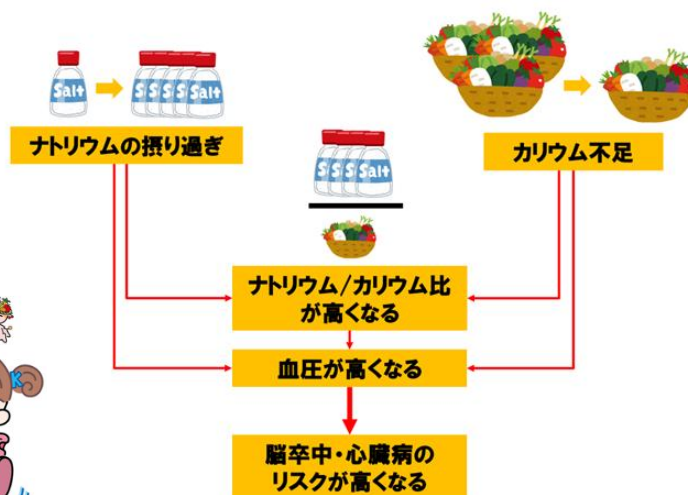 Salt
S S S S Salt
ナトリウムの摂り過ぎ
カリウム不足
S S S Salt
ナトリウム/カリウム比
が高くなる
血圧が高くなる
脳卒中・心臓病の
リスクが高くなる
K